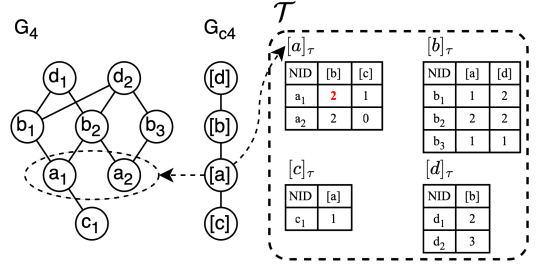 G4
Gc4
𝒯
d1
d2
b1
b2
b3
a1
a2
c1
[d]
[b]
[a]
[c]
[a]τ
NID [b] [c]
a1 2 1
a2 2 0
[b]τ
NID [a] [d]
b1 1 2
b2 2 2
b3 1 1
[c]τ
NID [a]
c1 1
[d]τ
NID [b]
d1 2
d2 3